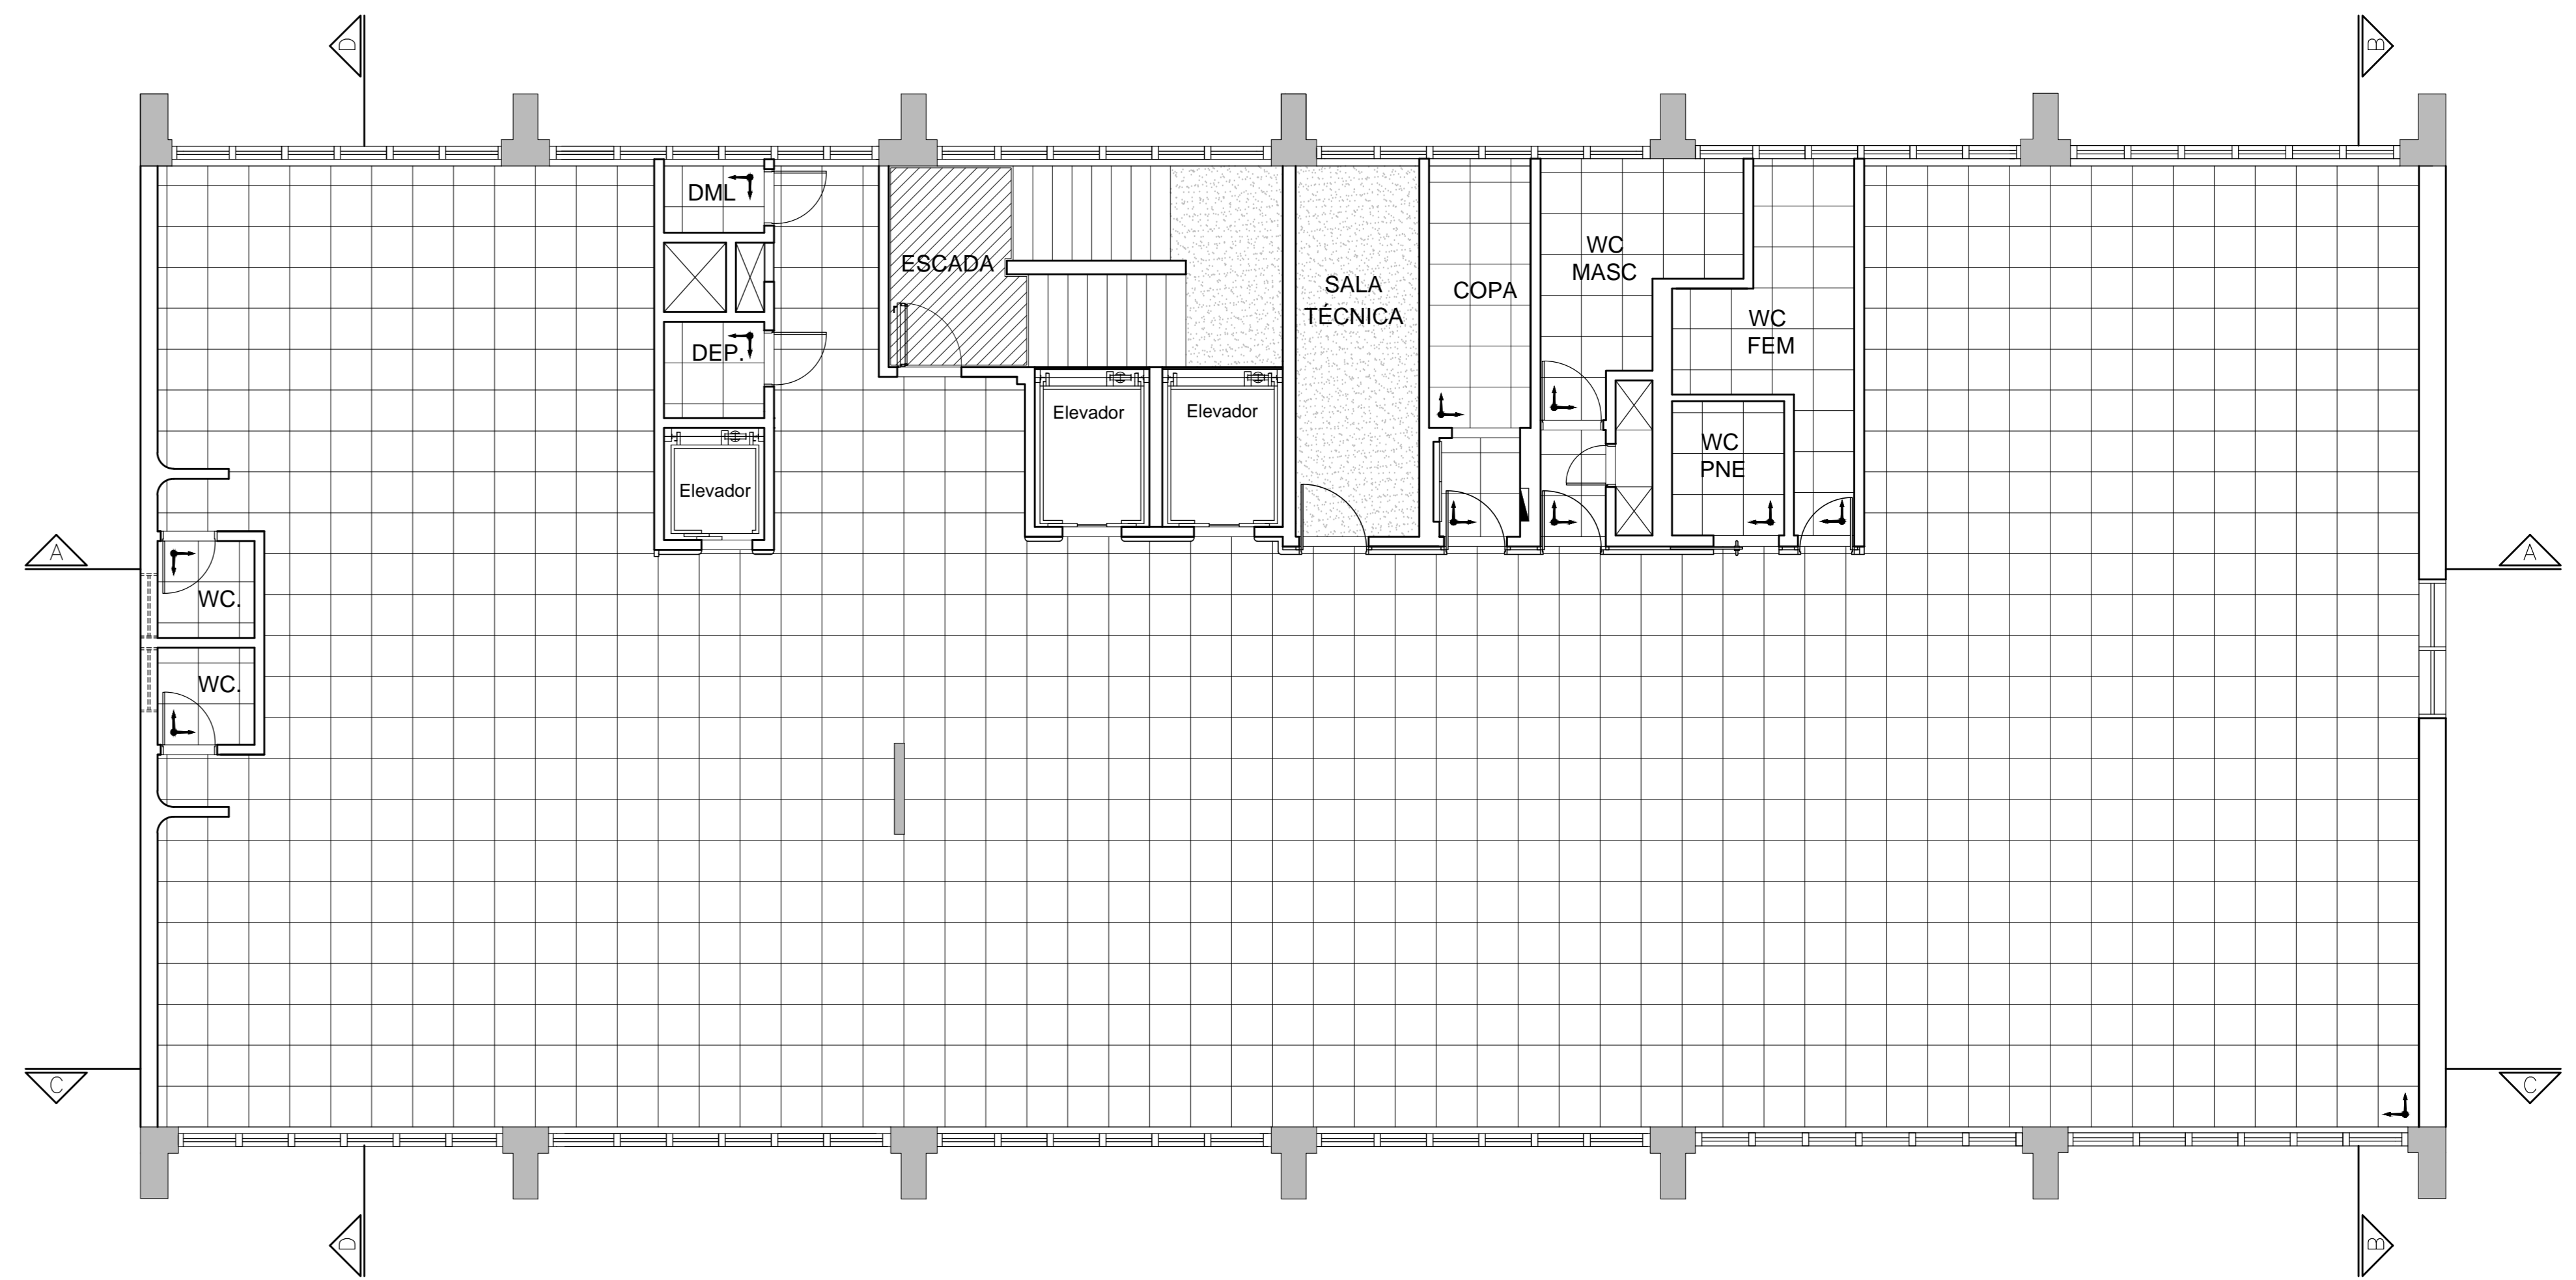 D
B
DML
ESCADA
WC
MASC
SALA
TÉCNICA
COPA
WC
FEM
DEP.
Elevador
Elevador
WC
PNE
Elevador
A
A
WC.
WC.
C
C
D
B